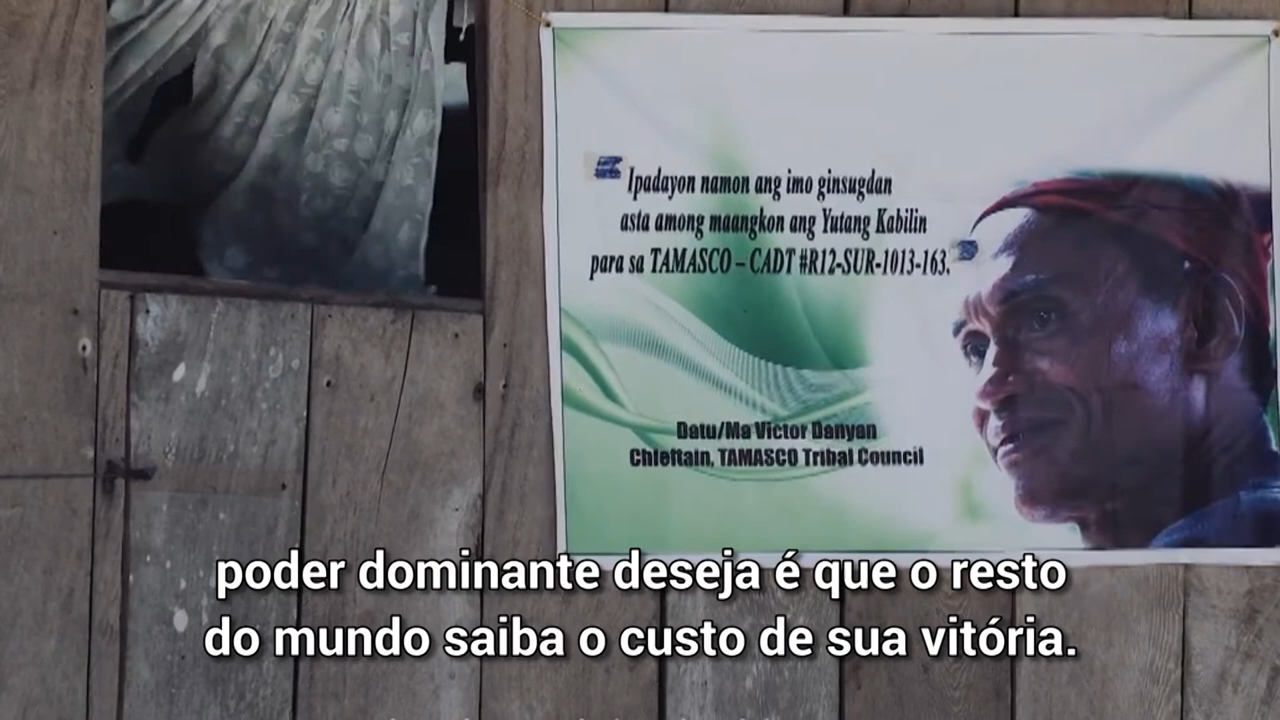 Ipadayon namon ang imo ginsugdan
asta among maangkon ang Yutang Kabilin
para sa TAMASCO – CADT #R12-SUR-1013-163.
Datu/Ma Victor Danyan
Chieftain, TAMASCO Tribal Council
poder dominante deseja é que o resto
do mundo saiba o custo de sua vitória.